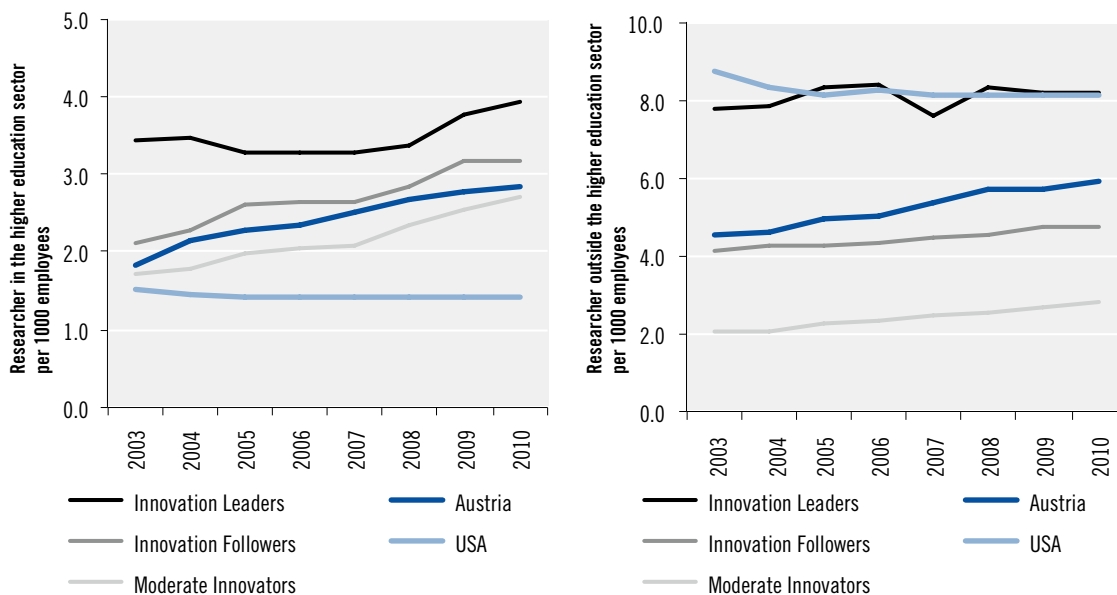 Researcher in the higher education sector
per 1000 employees
5.0
4.0
3.0
2.0
1.0
0.0
2003
2004
2005
2006
2007
2008
2009
2010
Innovation Leaders
Austria
Innovation Followers
USA
Moderate Innovators
Researcher outside the higher education sector
per 1000 employees
10.0
8.0
6.0
4.0
2.0
0.0
2003
2004
2005
2006
2007
2008
2009
2010
Innovation Leaders
Austria
Innovation Followers
USA
Moderate Innovators